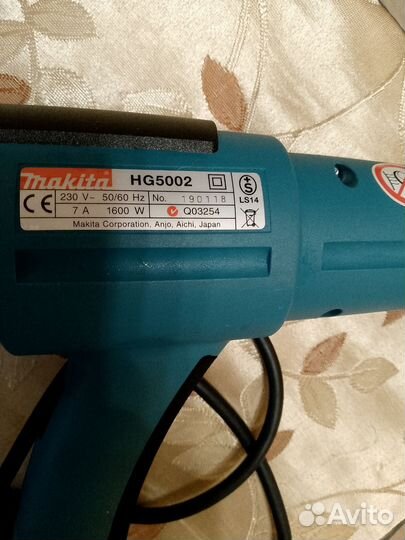 makita HG5002 LS14
CE 230 V~ 50/60 Hz No. 190118
7 A 1600 W Q03254
Makita Corporation, Anjo, Aichi, Japan
Avito